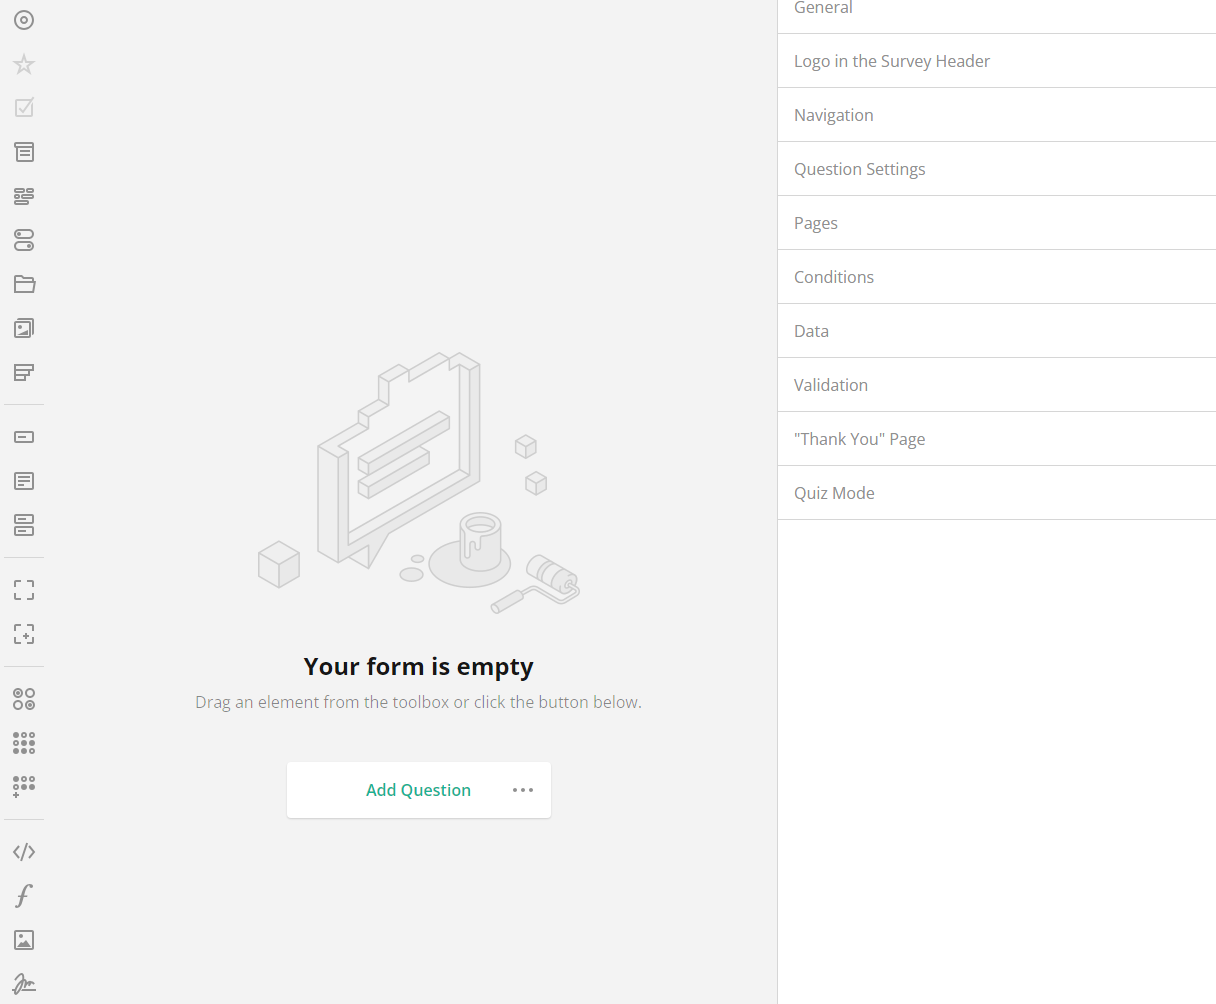 General
Logo in the Survey Header
Navigation
Question Settings
Pages
Conditions
Data
Validation
"Thank You" Page
Quiz Mode
Your form is empty
Drag an element from the toolbox or click the button below.
Add Question